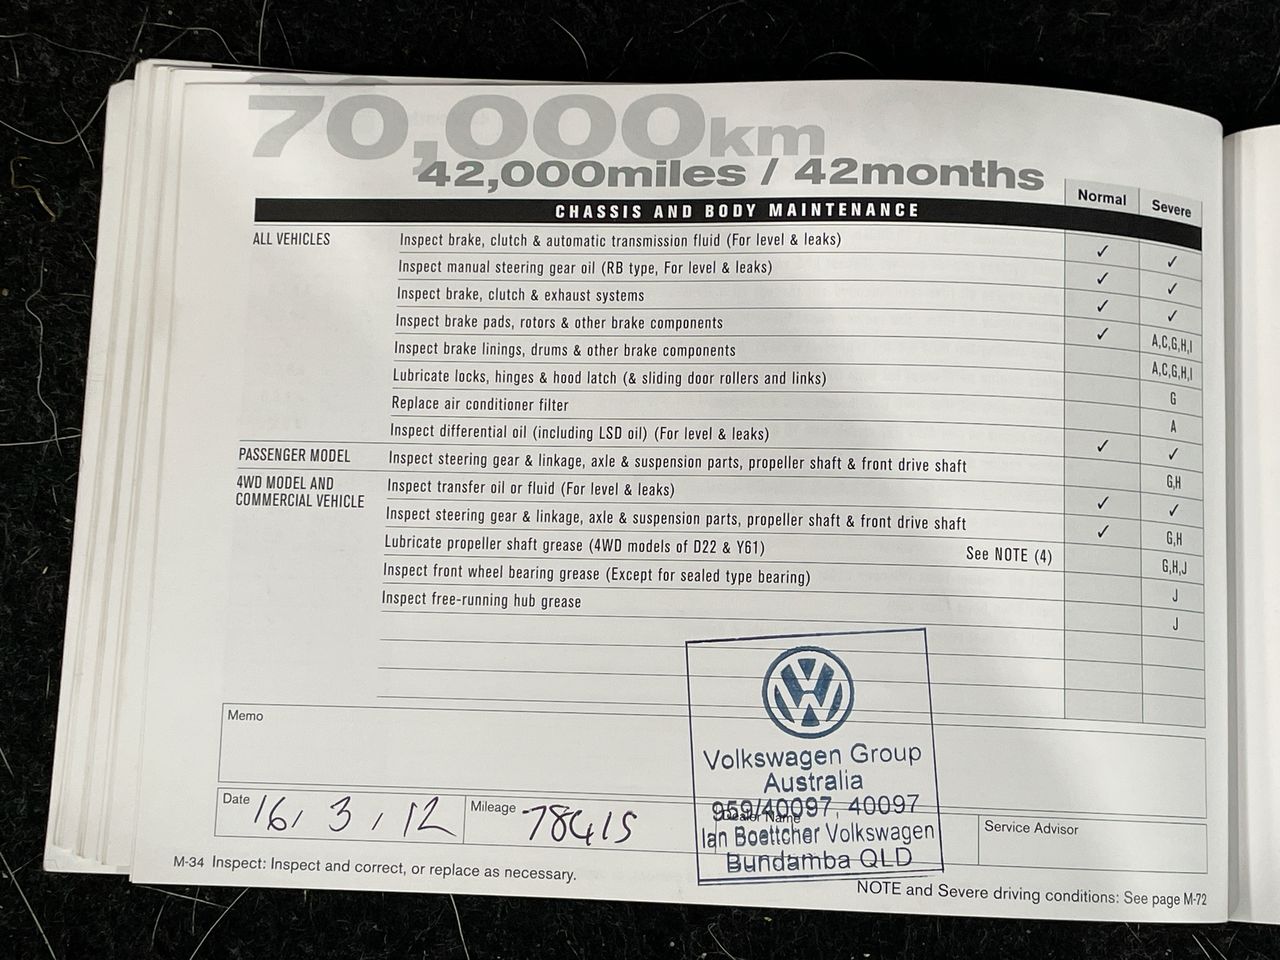 70,000km
42,000miles / 42months
Normal Severe
CHASSIS AND BODY MAINTENANCE
ALL VEHICLES Inspect brake, clutch & automatic transmission fluid (For level & leaks) ✓ ✓
Inspect manual steering gear oil (RB type, For level & leaks) ✓ ✓
Inspect brake, clutch & exhaust systems ✓ ✓
Inspect brake pads, rotors & other brake components ✓ A,C,G,H,I
Inspect brake linings, drums & other brake components A,C,G,H,I
Lubricate locks, hinges & hood latch (& sliding door rollers and links) G
Replace air conditioner filter A
Inspect differential oil (including LSD oil) (For level & leaks) ✓ ✓
PASSENGER MODEL Inspect steering gear & linkage, axle & suspension parts, propeller shaft & front drive shaft G,H
4WD MODEL AND Inspect transfer oil or fluid (For level & leaks) ✓ ✓
COMMERCIAL VEHICLE Inspect steering gear & linkage, axle & suspension parts, propeller shaft & front drive shaft ✓ G,H
Lubricate propeller shaft grease (4WD models of D22 & Y61) See NOTE (4) G,H,J
Inspect front wheel bearing grease (Except for sealed type bearing) J
Inspect free-running hub grease J
Memo
Volkswagen Group
Australia
959/40097, 40097
Ian Boettcher Volkswagen
Bundamba QLD
Date 16, 3, 12 Mileage 78415 Dealer Name Service Advisor
M-34 Inspect: Inspect and correct, or replace as necessary.
NOTE and Severe driving conditions: See page M-72